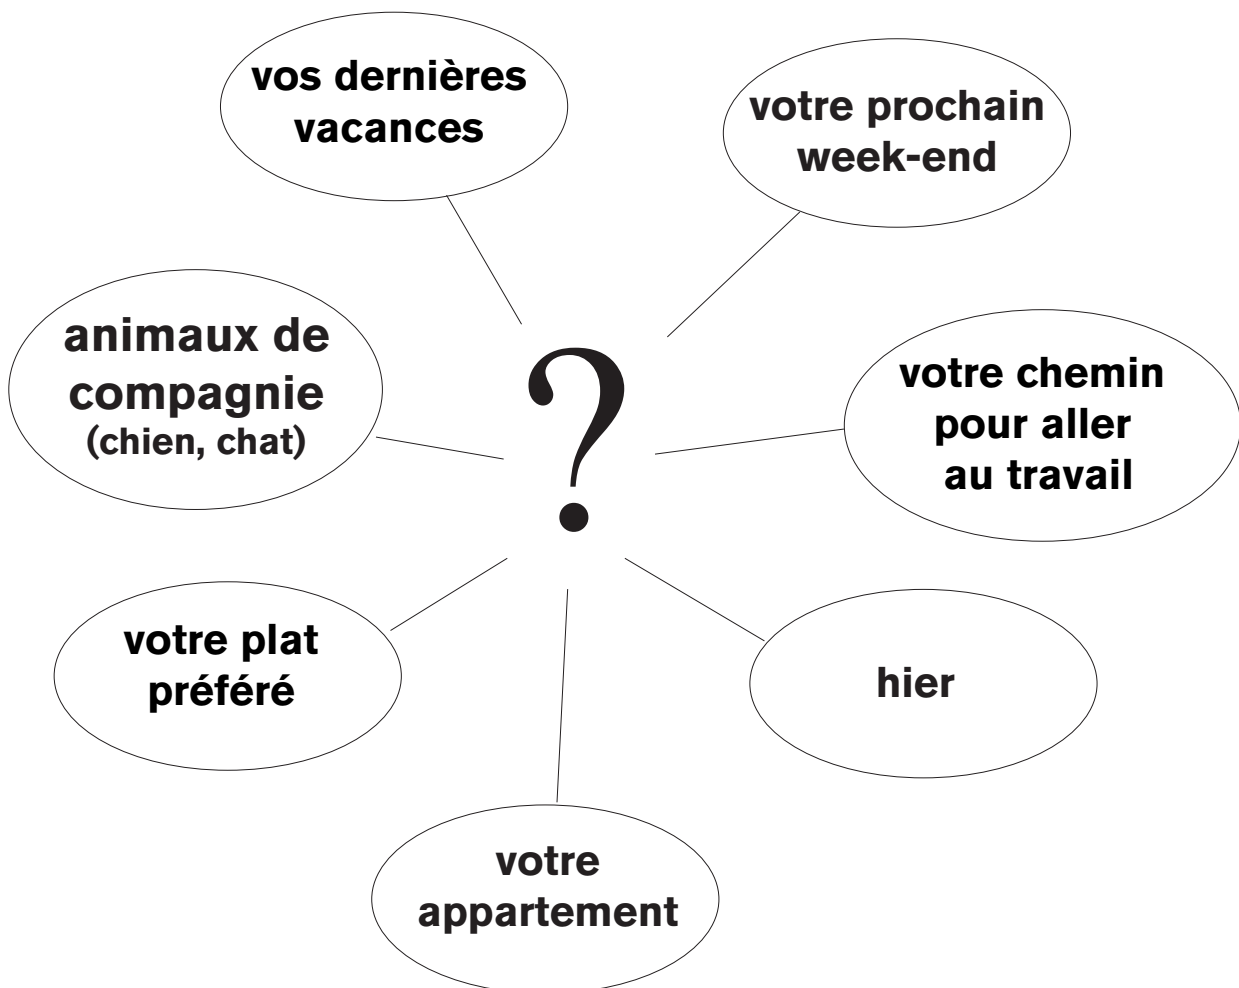 vos dernières
vacances
votre prochain
week-end
animaux de
compagnie
(chien, chat)
?
votre chemin
pour aller
au travail
votre plat
préféré
hier
votre
appartement